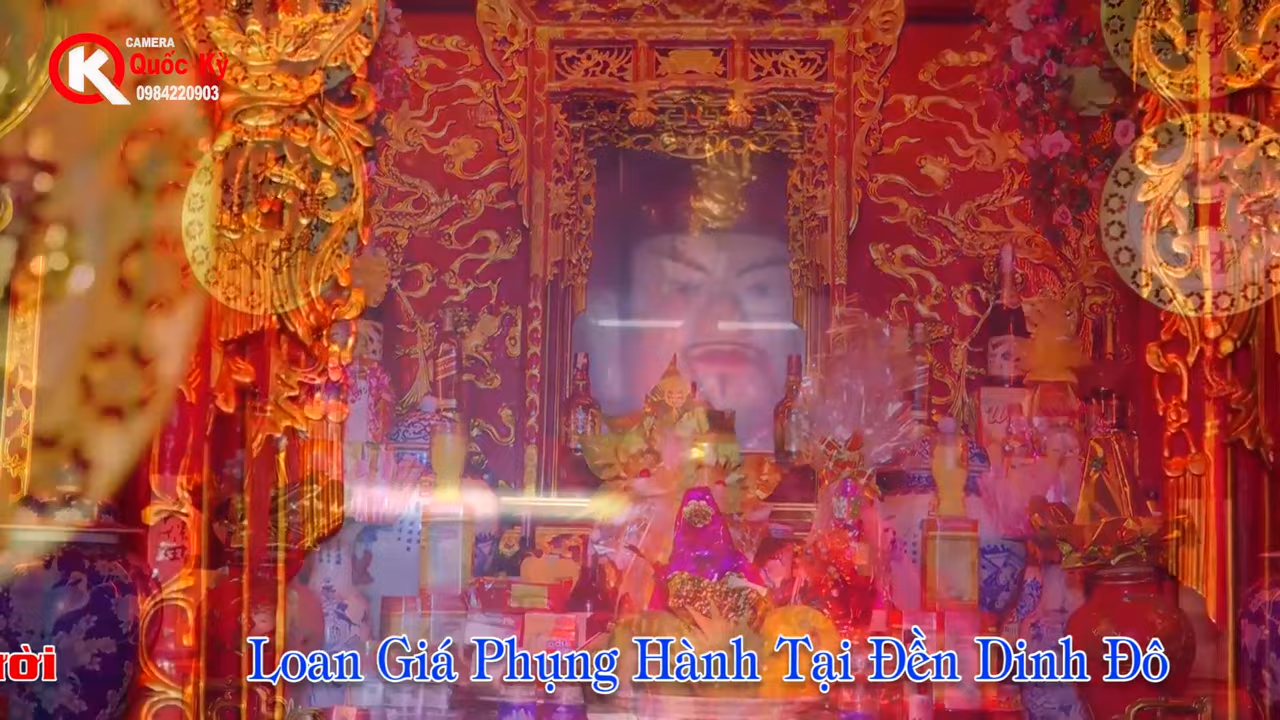 CAMERA
Quốc Kỳ
0984220903
Loan Giá Phụng Hành Tại Đền Dinh Đô